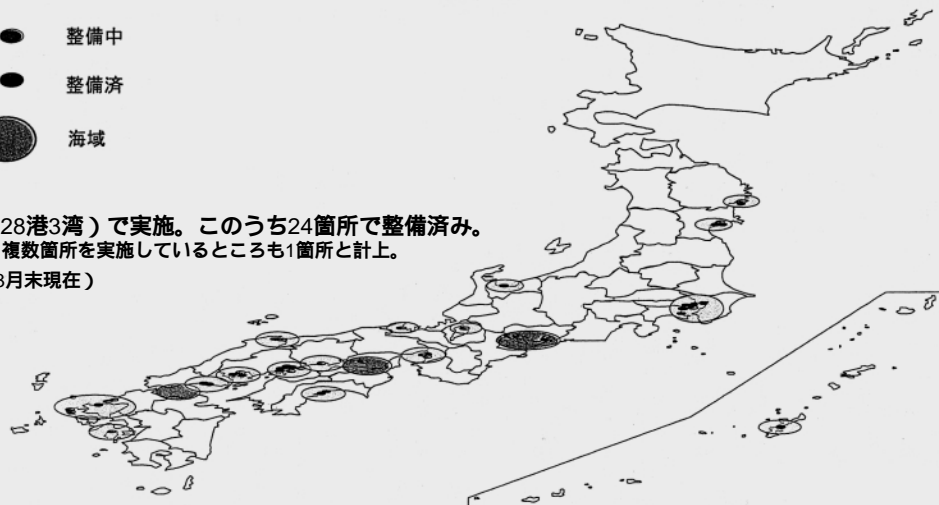 整備中
整備済
海域
28港3湾）で実施。このうち24箇所で整備済み。
複数箇所を実施しているところも1箇所と計上。
月末現在）